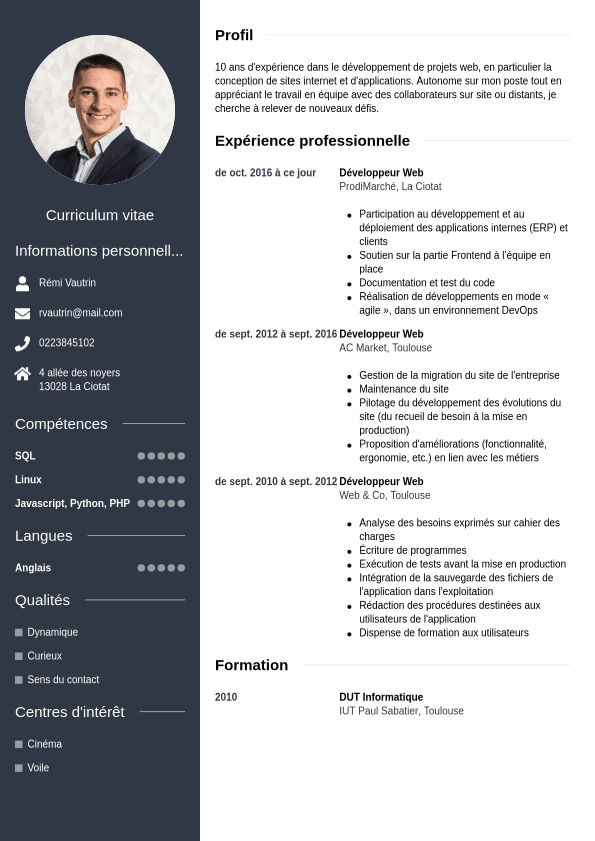 Curriculum vitae
Informations personnell...
Rémi Vautrin
rvautrin@mail.com
0223845102
4 allée des noyers
13028 La Ciotat
Compétences
SQL
Linux
Javascript, Python, PHP
Langues
Anglais
Qualités
Dynamique
Curieux
Sens du contact
Centres d'intérêt
Cinéma
Voile
Profil
10 ans d'expérience dans le développement de projets web, en particulier la
conception de sites internet et d'applications. Autonome sur mon poste tout en
appréciant le travail en équipe avec des collaborateurs sur site ou distants, je
cherche à relever de nouveaux défis.
Expérience professionnelle
de oct. 2016 à ce jour
Développeur Web
ProdiMarché, La Ciotat
Participation au développement et au
déploiement des applications internes (ERP) et
clients
Soutien sur la partie Frontend à l'équipe en
place
Documentation et test du code
Réalisation de développements en mode «
agile », dans un environnement DevOps
de sept. 2012 à sept. 2016
Développeur Web
AC Market, Toulouse
Gestion de la migration du site de l'entreprise
Maintenance du site
Pilotage du développement des évolutions du
site (du recueil de besoin à la mise en
production)
Proposition d'améliorations (fonctionnalité,
ergonomie, etc.) en lien avec les métiers
de sept. 2010 à sept. 2012
Développeur Web
Web & Co, Toulouse
Analyse des besoins exprimés sur cahier des
charges
Écriture de programmes
Exécution de tests avant la mise en production
Intégration de la sauvegarde des fichiers de
l'application dans l'exploitation
Rédaction des procédures destinées aux
utilisateurs de l'application
Dispense de formation aux utilisateurs
Formation
2010
DUT Informatique
IUT Paul Sabatier, Toulouse